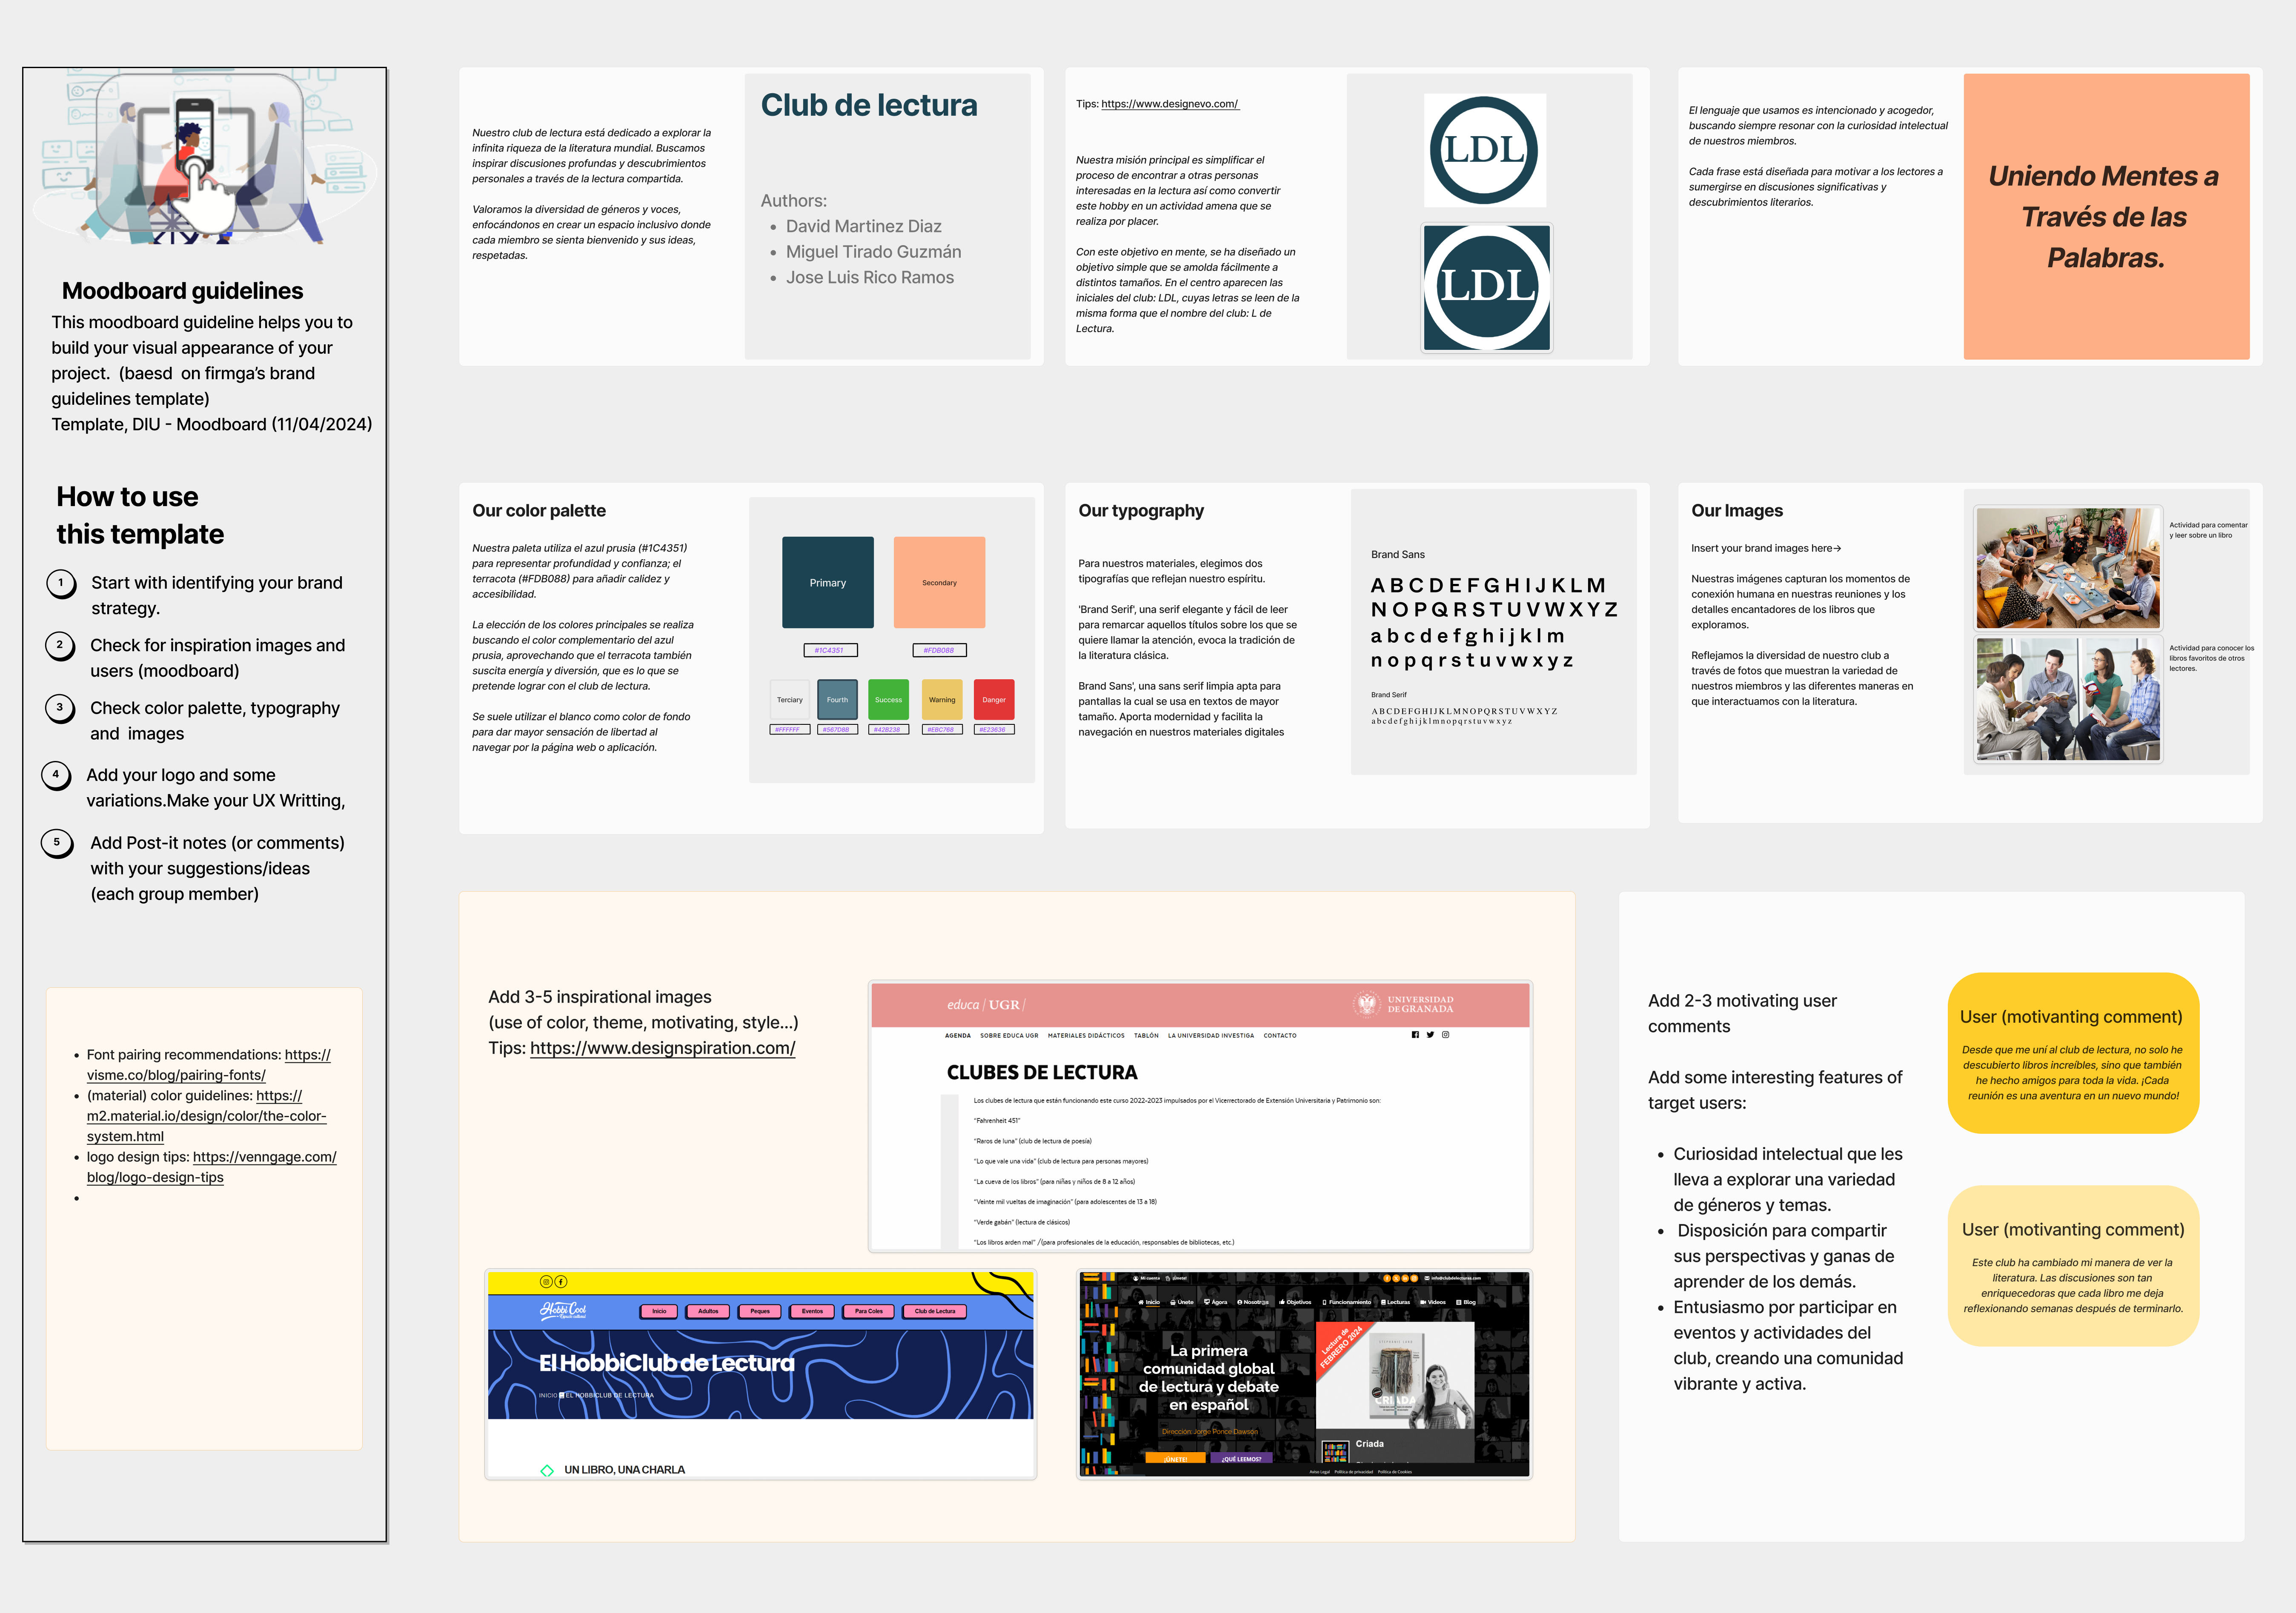 Moodboard guidelines
This moodboard guideline helps you to
build your visual appearance of your
project.  (baesd  on firmga's brand
guidelines template)
Template, DIU - Moodboard (11/04/2024)
How to use
this template
1
Start with identifying your brand
strategy.
2
Check for inspiration images and
users (moodboard)
3
Check color palette, typography
and  images
4
Add your logo and some
variations.Make your UX Writting,
5
Add Post-it notes (or comments)
with your suggestions/ideas
(each group member)
• Font pairing recommendations: https://
visme.co/blog/pairing-fonts/
• (material) color guidelines: https://
m2.material.io/design/color/the-color-
system.html
• logo design tips: https://venngage.com/
blog/logo-design-tips
•
Nuestro club de lectura está dedicado a explorar la
infinita riqueza de la literatura mundial. Buscamos
inspirar discusiones profundas y descubrimientos
personales a través de la lectura compartida.
Valoramos la diversidad de géneros y voces,
enfocándonos en crear un espacio inclusivo donde
cada miembro se sienta bienvenido y sus ideas,
respetadas.
Club de lectura
Authors:
• David Martinez Diaz
• Miguel Tirado Guzmán
• Jose Luis Rico Ramos
Tips: https://www.designevo.com/
Nuestra misión principal es simplificar el
proceso de encontrar a otras personas
interesadas en la lectura así como convertir
este hobby en un actividad amena que se
realiza por placer.
Con este objetivo en mente, se ha diseñado un
objetivo simple que se amolda fácilmente a
distintos tamaños. En el centro aparecen las
iniciales del club: LDL, cuyas letras se leen de la
misma forma que el nombre del club: L de
Lectura.
LDL
LDL
El lenguaje que usamos es intencionado y acogedor,
buscando siempre resonar con la curiosidad intelectual
de nuestros miembros.
Cada frase está diseñada para motivar a los lectores a
sumergirse en discusiones significativas y
descubrimientos literarios.
Uniendo Mentes a
Través de las
Palabras.
Our color palette
Nuestra paleta utiliza el azul prusia (#1C4351)
para representar profundidad y confianza; el
terracota (#FDB088) para añadir calidez y
accesibilidad.
La elección de los colores principales se realiza
buscando el color complementario del azul
prusia, aprovechando que el terracota también
suscita energía y diversión, que es lo que se
pretende lograr con el club de lectura.
Se suele utilizar el blanco como color de fondo
para dar mayor sensación de libertad al
navegar por la página web o aplicación.
Primary
Secondary
#1C4351
#FDB088
Terciary
Fourth
Success
Warning
Danger
#FFFFFF
#567D8B
#42B238
#EBC768
#E23636
Our typography
Para nuestros materiales, elegimos dos
tipografías que reflejan nuestro espíritu.
'Brand Serif', una serif elegante y fácil de leer
para remarcar aquellos títulos sobre los que se
quiere llamar la atención, evoca la tradición de
la literatura clásica.
Brand Sans', una sans serif limpia apta para
pantallas la cual se usa en textos de mayor
tamaño. Aporta modernidad y facilita la
navegación en nuestros materiales digitales
Brand Sans
A B C D E F G H I J K L M
N O P Q R S T U V W X Y Z
a b c d e f g h i j k l m
n o p q r s t u v w x y z
Brand Serif
A B C D E F G H I J K L M N O P Q R S T U V W X Y Z
a b c d e f g h i j k l m n o p q r s t u v w x y z
Our Images
Insert your brand images here→
Nuestras imágenes capturan los momentos de
conexión humana en nuestras reuniones y los
detalles encantadores de los libros que
exploramos.
Reflejamos la diversidad de nuestro club a
través de fotos que muestran la variedad de
nuestros miembros y las diferentes maneras en
que interactuamos con la literatura.
Actividad para comentar
y leer sobre un libro
Actividad para conocer los
libros favoritos de otros
lectores.
Add 3-5 inspirational images
(use of color, theme, motivating, style...)
Tips: https://www.designspiration.com/
educa / UGR /
UNIVERSIDAD
DE GRANADA
AGENDA SOBRE EDUCA UGR MATERIALES DIDÁCTICOS TABLÓN LA UNIVERSIDAD INVESTIGA CONTACTO
CLUBES DE LECTURA
Los clubes de lectura que están funcionando este curso 2022-2023 impulsados por el Vicerrectorado de Extensión Universitaria y Patrimonio son:
"Fahrenheit 451"
"Raros de luna" (club de lectura de poesía)
"Lo que vale una vida" (club de lectura para personas mayores)
"La cueva de los libros" (para niñas y niños de 8 a 12 años)
"Veinte mil vueltas de imaginación" (para adolescentes de 13 a 18)
"Verde gabán" (lectura de clásicos)
"Los libros arden mal" /(para profesionales de la educación, responsables de bibliotecas, etc.)
Hobbi Cool
Inicio
Adultos
Peques
Eventos
Para Coles
Club de Lectura
El HobbiClub de Lectura
INICIO EL HOBBICLUB DE LECTURA
UN LIBRO, UNA CHARLA
Mi cuenta
info@clubdelecturas.com
Inicio Únete Ágora Nosotr@s Objetivos Funcionamiento Lecturas Videos Blog
La primera
comunidad global
de lectura y debate
en español
Dirección: Jorge Ponce Dawson
¡ÚNETE!
¿QUÉ LEEMOS?
Lectura de
FEBRERO 2024
CRIADA
Criada
Aviso Legal Política de privacidad Política de Cookies
Add 2-3 motivating user
comments
Add some interesting features of
target users:
• Curiosidad intelectual que les
lleva a explorar una variedad
de géneros y temas.
• Disposición para compartir
sus perspectivas y ganas de
aprender de los demás.
• Entusiasmo por participar en
eventos y actividades del
club, creando una comunidad
vibrante y activa.
User (motivanting comment)
Desde que me uní al club de lectura, no solo he
descubierto libros increíbles, sino que también
he hecho amigos para toda la vida. ¡Cada
reunión es una aventura en un nuevo mundo!
User (motivanting comment)
Este club ha cambiado mi manera de ver la
literatura. Las discusiones son tan
enriquecedoras que cada libro me deja
reflexionando semanas después de terminarlo.